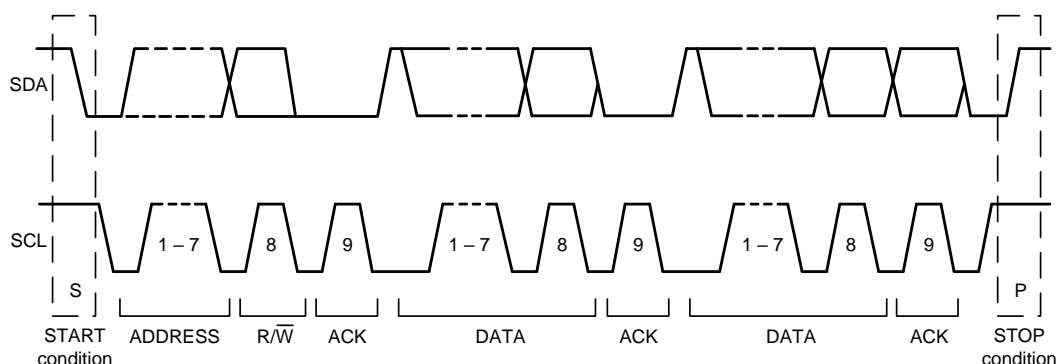 SDA
SCL
1 – 7
8
9
1 – 7
8
9
1 – 7
8
9
S
P
START
condition
ADDRESS
R/W̅
ACK
DATA
ACK
DATA
ACK
STOP
condition